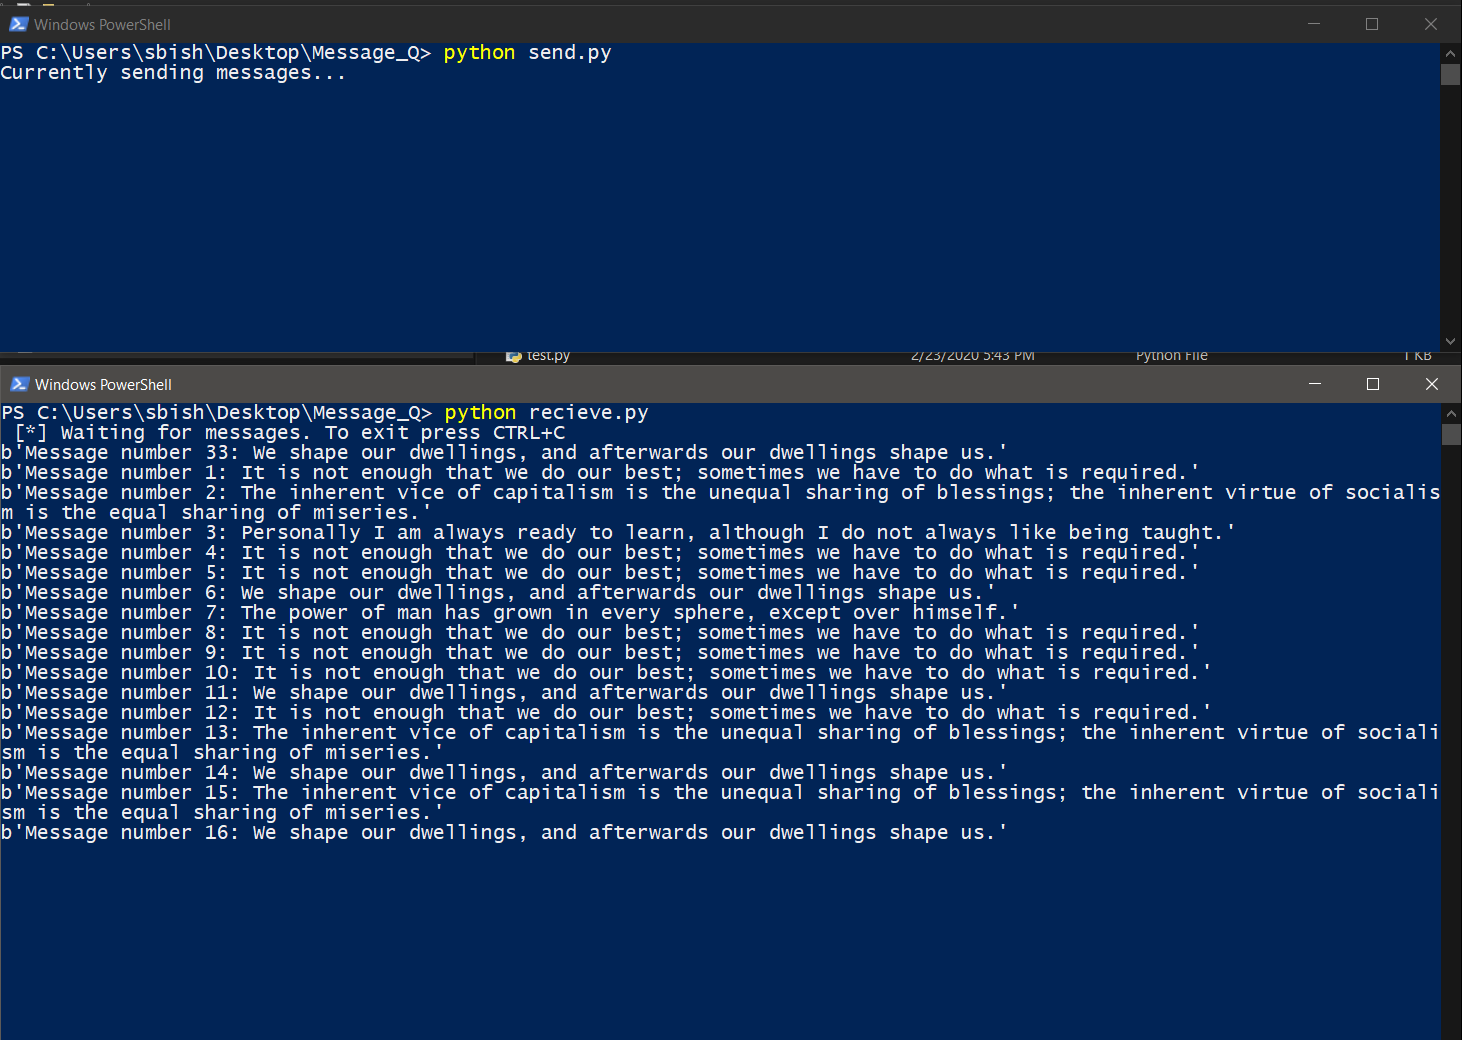 Windows PowerShell
PS C:\Users\sbish\Desktop\Message_Q> python send.py
Currently sending messages...
test.py 2/23/2020 5:43 PM Python File 1 KB
Windows PowerShell
PS C:\Users\sbish\Desktop\Message_Q> python recieve.py
[*] Waiting for messages. To exit press CTRL+C
b'Message number 33: We shape our dwellings, and afterwards our dwellings shape us.'
b'Message number 1: It is not enough that we do our best; sometimes we have to do what is required.'
b'Message number 2: The inherent vice of capitalism is the unequal sharing of blessings; the inherent virtue of socialis
m is the equal sharing of miseries.'
b'Message number 3: Personally I am always ready to learn, although I do not always like being taught.'
b'Message number 4: It is not enough that we do our best; sometimes we have to do what is required.'
b'Message number 5: It is not enough that we do our best; sometimes we have to do what is required.'
b'Message number 6: We shape our dwellings, and afterwards our dwellings shape us.'
b'Message number 7: The power of man has grown in every sphere, except over himself.'
b'Message number 8: It is not enough that we do our best; sometimes we have to do what is required.'
b'Message number 9: It is not enough that we do our best; sometimes we have to do what is required.'
b'Message number 10: It is not enough that we do our best; sometimes we have to do what is required.'
b'Message number 11: We shape our dwellings, and afterwards our dwellings shape us.'
b'Message number 12: It is not enough that we do our best; sometimes we have to do what is required.'
b'Message number 13: The inherent vice of capitalism is the unequal sharing of blessings; the inherent virtue of sociali
sm is the equal sharing of miseries.'
b'Message number 14: We shape our dwellings, and afterwards our dwellings shape us.'
b'Message number 15: The inherent vice of capitalism is the unequal sharing of blessings; the inherent virtue of sociali
sm is the equal sharing of miseries.'
b'Message number 16: We shape our dwellings, and afterwards our dwellings shape us.'